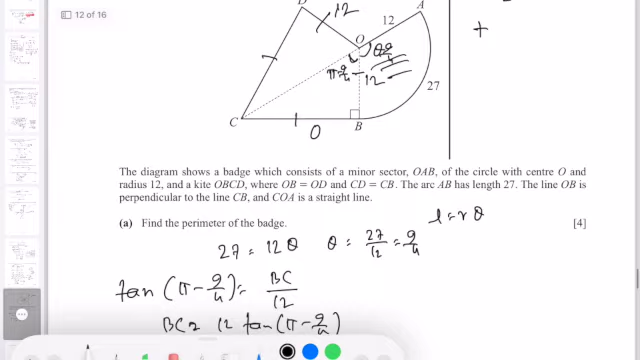 12 of 16
D
12
12
A
O
θ 9/4
π 9/4 - 12
27
+
C
O
B
The diagram shows a badge which consists of a minor sector, OAB, of the circle with centre O and
radius 12, and a kite OBCD, where OB = OD and CD = CB. The arc AB has length 27. The line OB is
perpendicular to the line CB, and COA is a straight line.
(a) Find the perimeter of the badge. [4]
l = r θ
27 = 12 θ θ = 27/12 = 9/4
tan (π - 9/4) = BC/12
BC = 12 tan (π - 9/4)